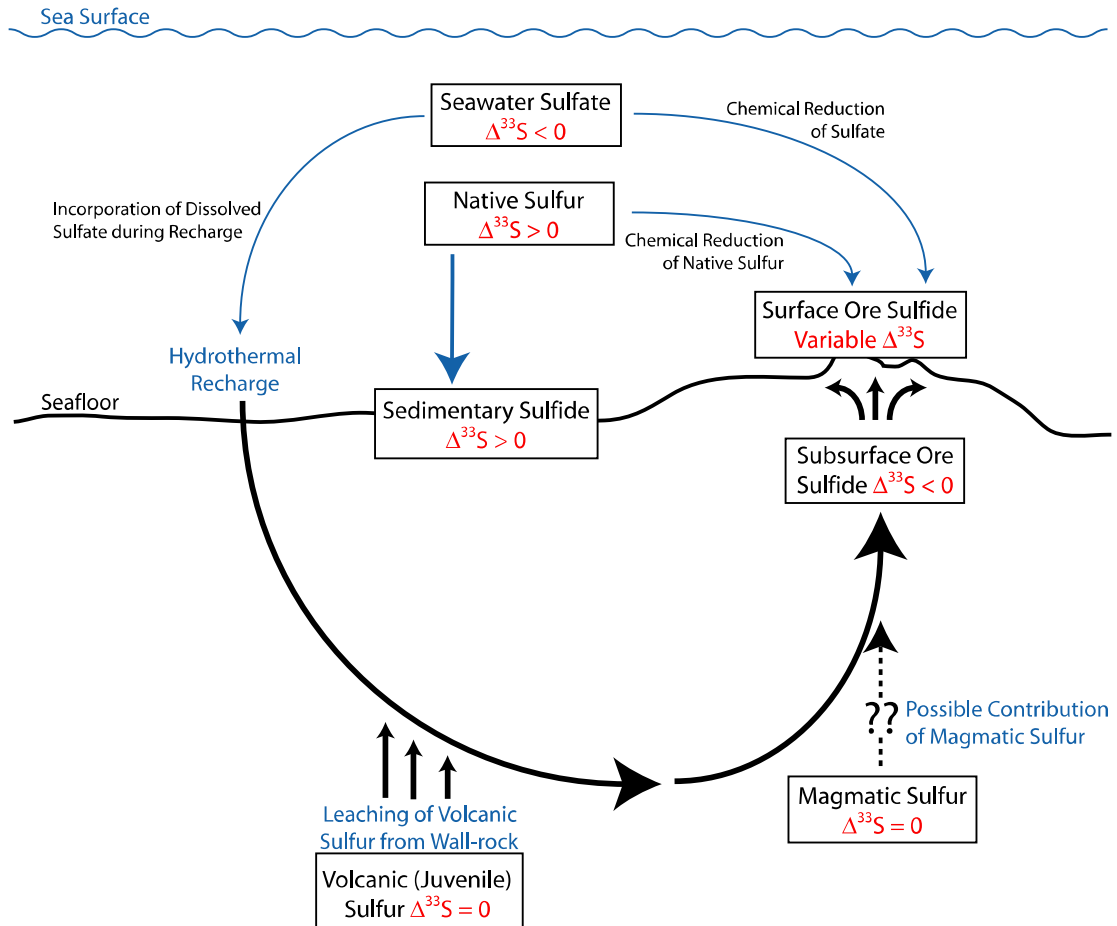 Sea Surface
Seawater Sulfate
Δ³³S < 0
Chemical Reduction
of Sulfate
Incorporation of Dissolved
Sulfate during Recharge
Native Sulfur
Δ³³S > 0
Chemical Reduction
of Native Sulfur
Surface Ore Sulfide
Variable Δ³³S
Hydrothermal
Recharge
Seafloor
Sedimentary Sulfide
Δ³³S > 0
Subsurface Ore
Sulfide Δ³³S < 0
??
Possible Contribution
of Magmatic Sulfur
Magmatic Sulfur
Δ³³S = 0
Leaching of Volcanic
Sulfur from Wall-rock
Volcanic (Juvenile)
Sulfur Δ³³S = 0